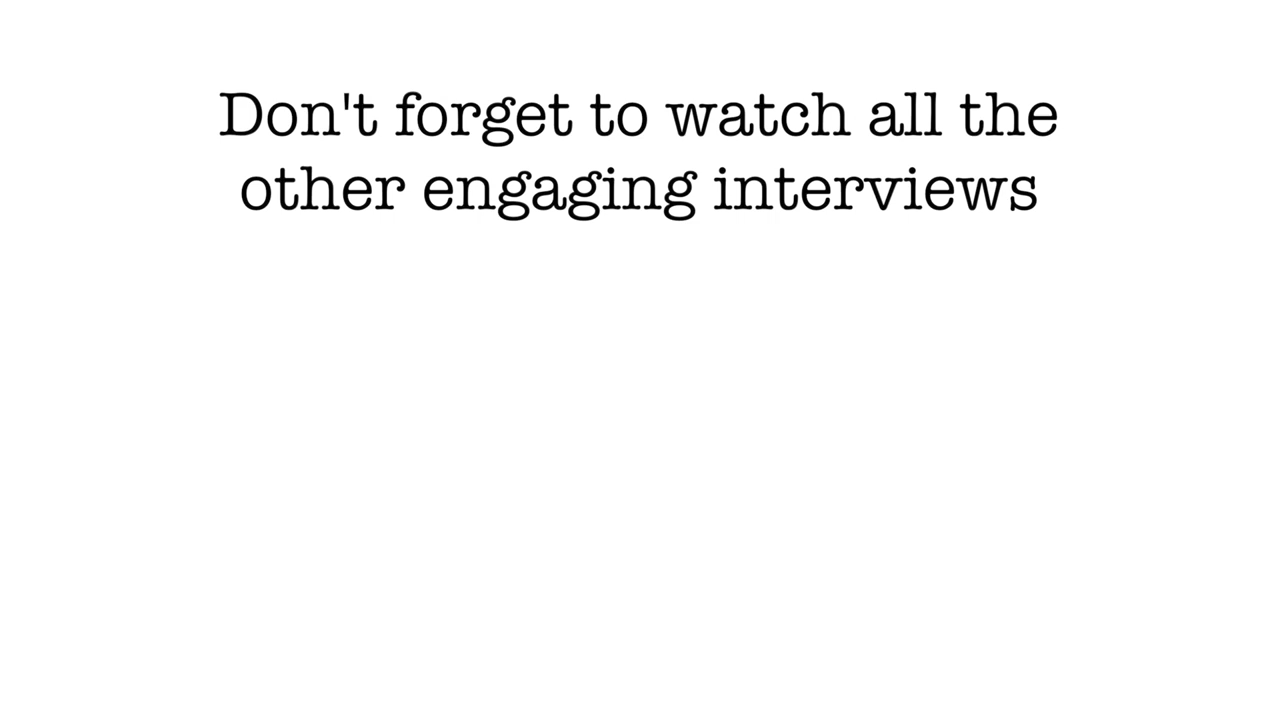 Don't forget to watch all the
other engaging interviews